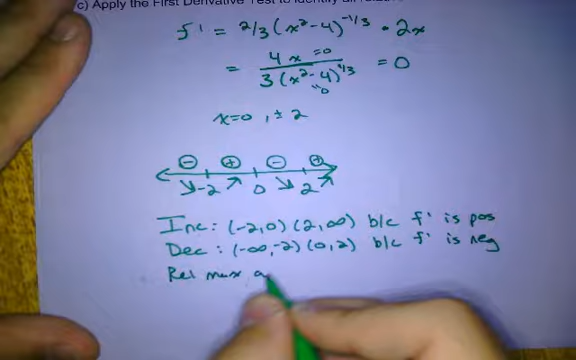 c) Apply the First Derivative Test to identify all
f' = 2/3 (x²-4)^-1/3 • 2x
= 4x =0 / 3(x²-4)^1/3 =0 = 0
x=0, ±2
- + - +
-2 0 2
Inc: (-2,0) (2,∞) b/c f' is pos
Dec: (-∞,-2) (0,2) b/c f' is neg
Rel max a